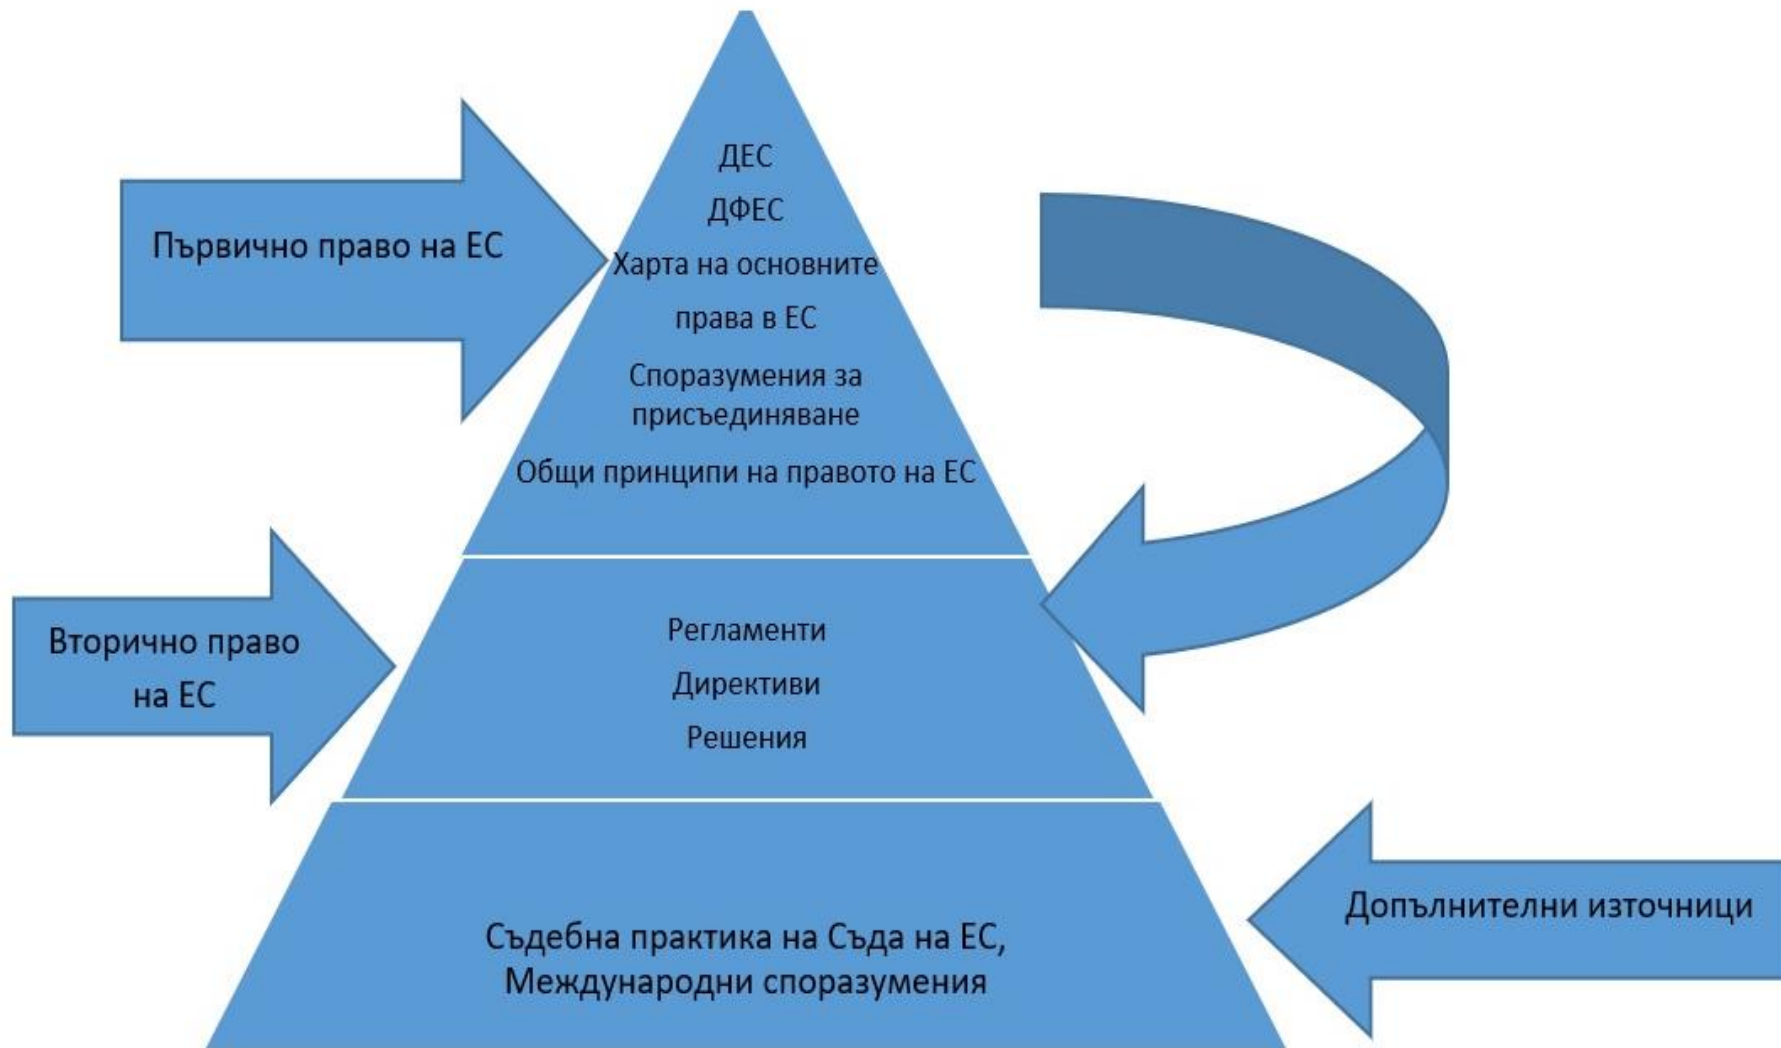 ДЕС
ДФЕС
Първично право на ЕС
Харта на основните
права в ЕС
Споразумения за
присъединяване
Общи принципи на правото на ЕС
Вторично право
на ЕС
Регламенти
Директиви
Решения
Допълнителни източници
Съдебна практика на Съда на ЕС,
Международни споразумения